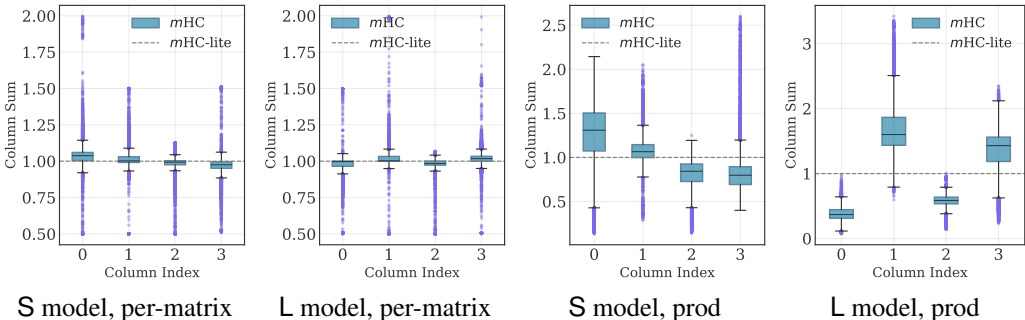 2.00
1.75
1.50
1.25
1.00
0.75
0.50
Column Sum
mHC
mHC-lite
0 1 2 3
Column Index
S model, per-matrix
2.00
1.75
1.50
1.25
1.00
0.75
0.50
Column Sum
mHC
mHC-lite
0 1 2 3
Column Index
L model, per-matrix
2.5
2.0
1.5
1.0
0.5
Column Sum
mHC
mHC-lite
0 1 2 3
Column Index
S model, prod
3
2
1
0
Column Sum
mHC
mHC-lite
0 1 2 3
Column Index
L model, prod